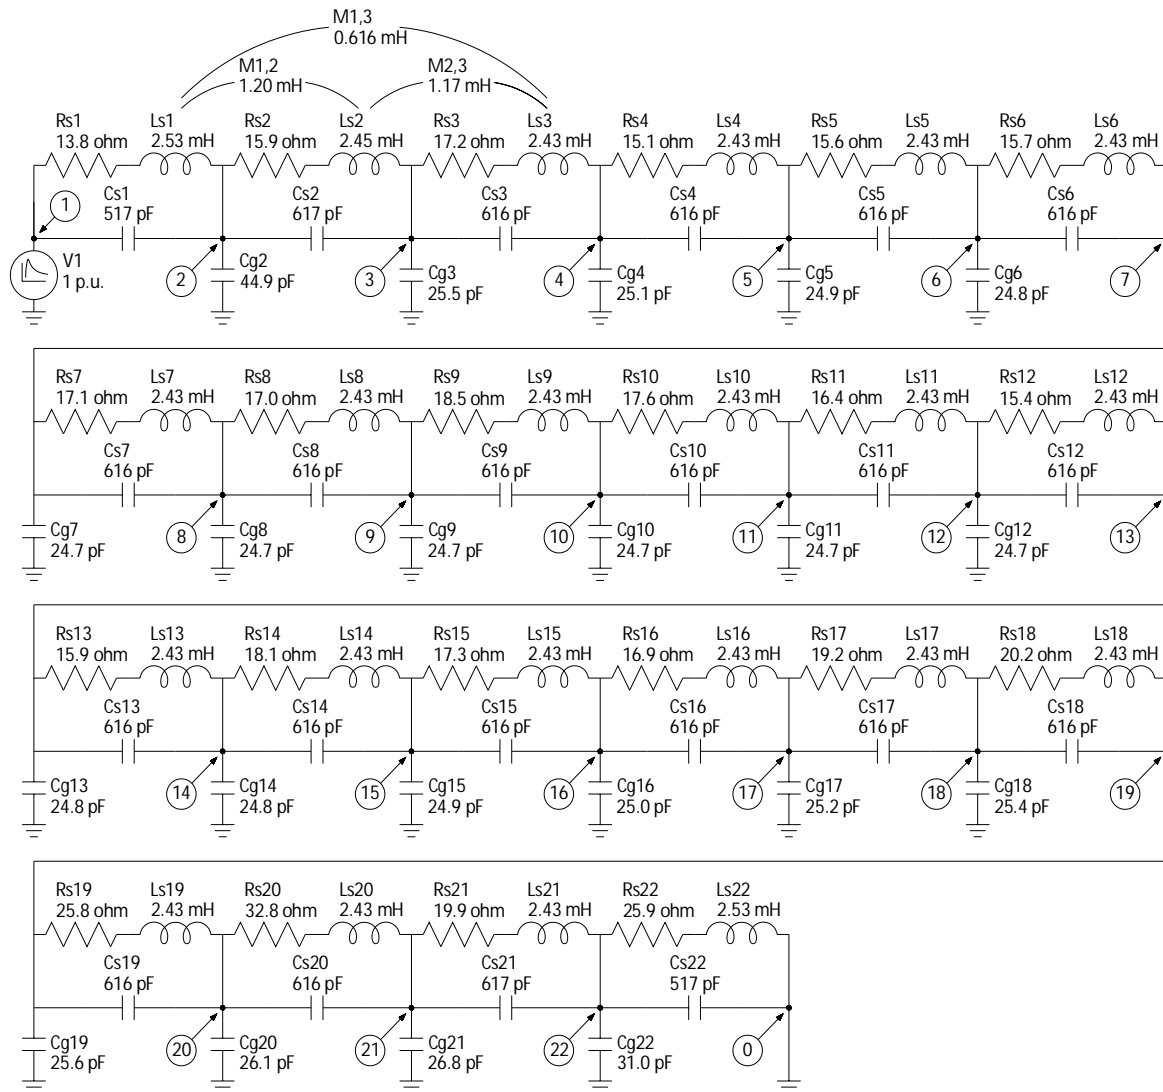 M1,3
0.616 mH
M1,2
1.20 mH
M2,3
1.17 mH
Rs1
13.8 ohm
Ls1
2.53 mH
Rs2
15.9 ohm
Ls2
2.45 mH
Rs3
17.2 ohm
Ls3
2.43 mH
Rs4
15.1 ohm
Ls4
2.43 mH
Rs5
15.6 ohm
Ls5
2.43 mH
Rs6
15.7 ohm
Ls6
2.43 mH
Cs1
517 pF
Cs2
617 pF
Cs3
616 pF
Cs4
616 pF
Cs5
616 pF
Cs6
616 pF
1
V1
1 p.u.
2
Cg2
44.9 pF
3
Cg3
25.5 pF
4
Cg4
25.1 pF
5
Cg5
24.9 pF
6
Cg6
24.8 pF
7
Rs7
17.1 ohm
Ls7
2.43 mH
Rs8
17.0 ohm
Ls8
2.43 mH
Rs9
18.5 ohm
Ls9
2.43 mH
Rs10
17.6 ohm
Ls10
2.43 mH
Rs11
16.4 ohm
Ls11
2.43 mH
Rs12
15.4 ohm
Ls12
2.43 mH
Cs7
616 pF
Cs8
616 pF
Cs9
616 pF
Cs10
616 pF
Cs11
616 pF
Cs12
616 pF
Cg7
24.7 pF
8
Cg8
24.7 pF
9
Cg9
24.7 pF
10
Cg10
24.7 pF
11
Cg11
24.7 pF
12
Cg12
24.7 pF
13
Rs13
15.9 ohm
Ls13
2.43 mH
Rs14
18.1 ohm
Ls14
2.43 mH
Rs15
17.3 ohm
Ls15
2.43 mH
Rs16
16.9 ohm
Ls16
2.43 mH
Rs17
19.2 ohm
Ls17
2.43 mH
Rs18
20.2 ohm
Ls18
2.43 mH
Cs13
616 pF
Cs14
616 pF
Cs15
616 pF
Cs16
616 pF
Cs17
616 pF
Cs18
616 pF
Cg13
24.8 pF
14
Cg14
24.8 pF
15
Cg15
24.9 pF
16
Cg16
25.0 pF
17
Cg17
25.2 pF
18
Cg18
25.4 pF
19
Rs19
25.8 ohm
Ls19
2.43 mH
Rs20
32.8 ohm
Ls20
2.43 mH
Rs21
19.9 ohm
Ls21
2.43 mH
Rs22
25.9 ohm
Ls22
2.53 mH
Cs19
616 pF
Cs20
616 pF
Cs21
617 pF
Cs22
517 pF
Cg19
25.6 pF
20
Cg20
26.1 pF
21
Cg21
26.8 pF
22
Cg22
31.0 pF
0